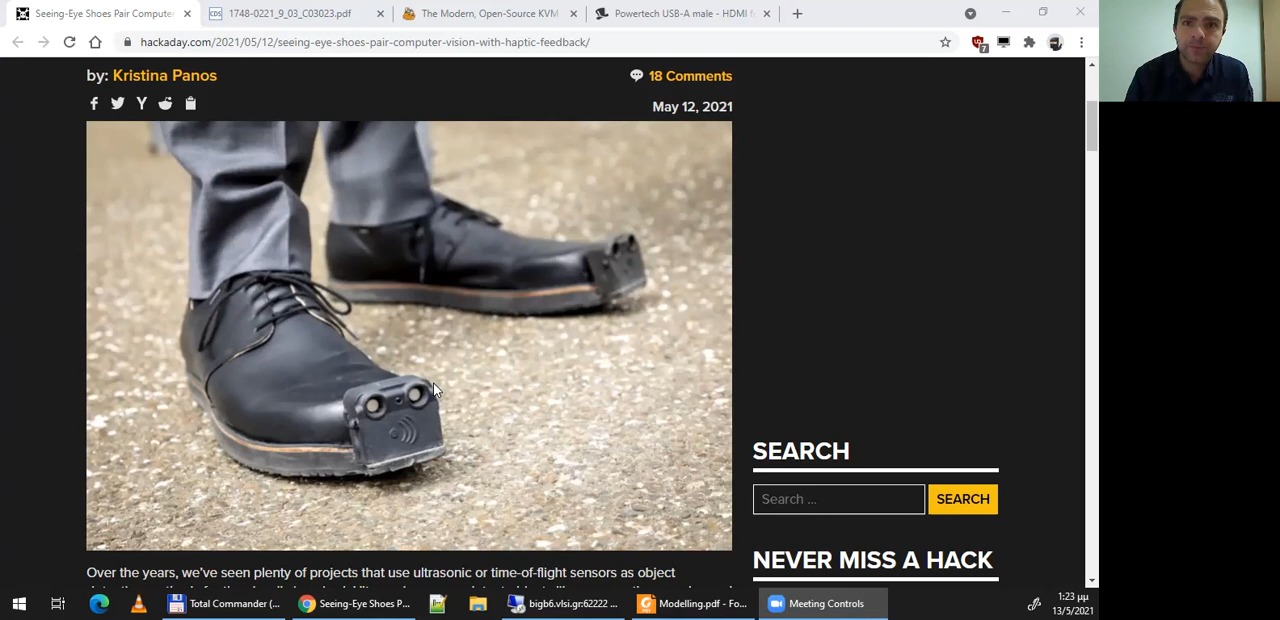 Seeing-Eye Shoes Pair Computer
1748-0221_9_03_C03023.pdf
The Modern, Open-Source KVM
Powertech USB-A male - HDMI f
hackaday.com/2021/05/12/seeing-eye-shoes-pair-computer-vision-with-haptic-feedback/
7
by: Kristina Panos
18 Comments
May 12, 2021
SEARCH
Search ...
SEARCH
NEVER MISS A HACK
Over the years, we've seen plenty of projects that use ultrasonic or time-of-flight sensors as object
Total Commander (...
Seeing-Eye Shoes P...
bigb6.vlsi.gr:62222 ...
Modelling.pdf - Fo...
Meeting Controls
1:23 μμ
13/5/2021